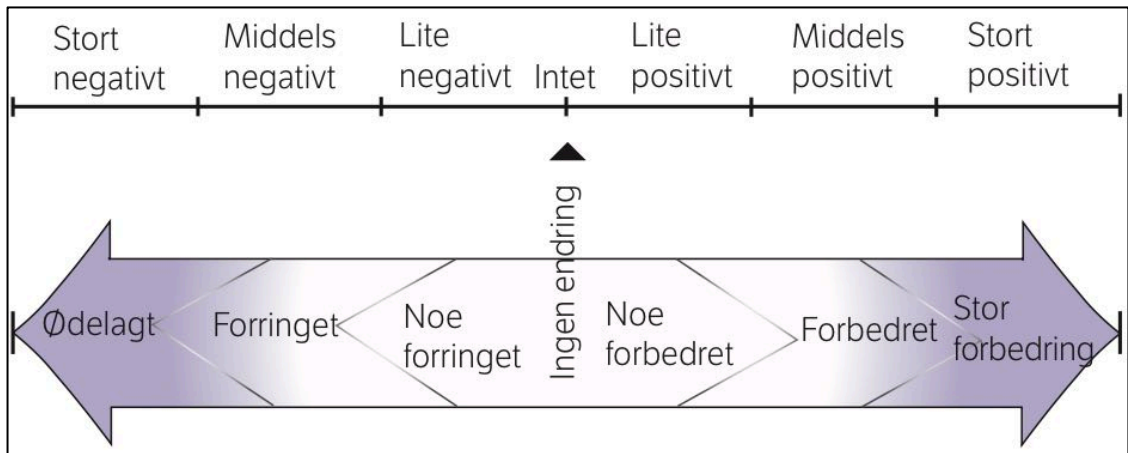 Stort
negativt
Middels
negativt
Lite
negativt
Intet
Lite
positivt
Middels
positivt
Stort
positivt
Ingen endring
Ødelagt
Forringet
Noe
forringet
Noe
forbedret
Forbedret
Stor
forbedring